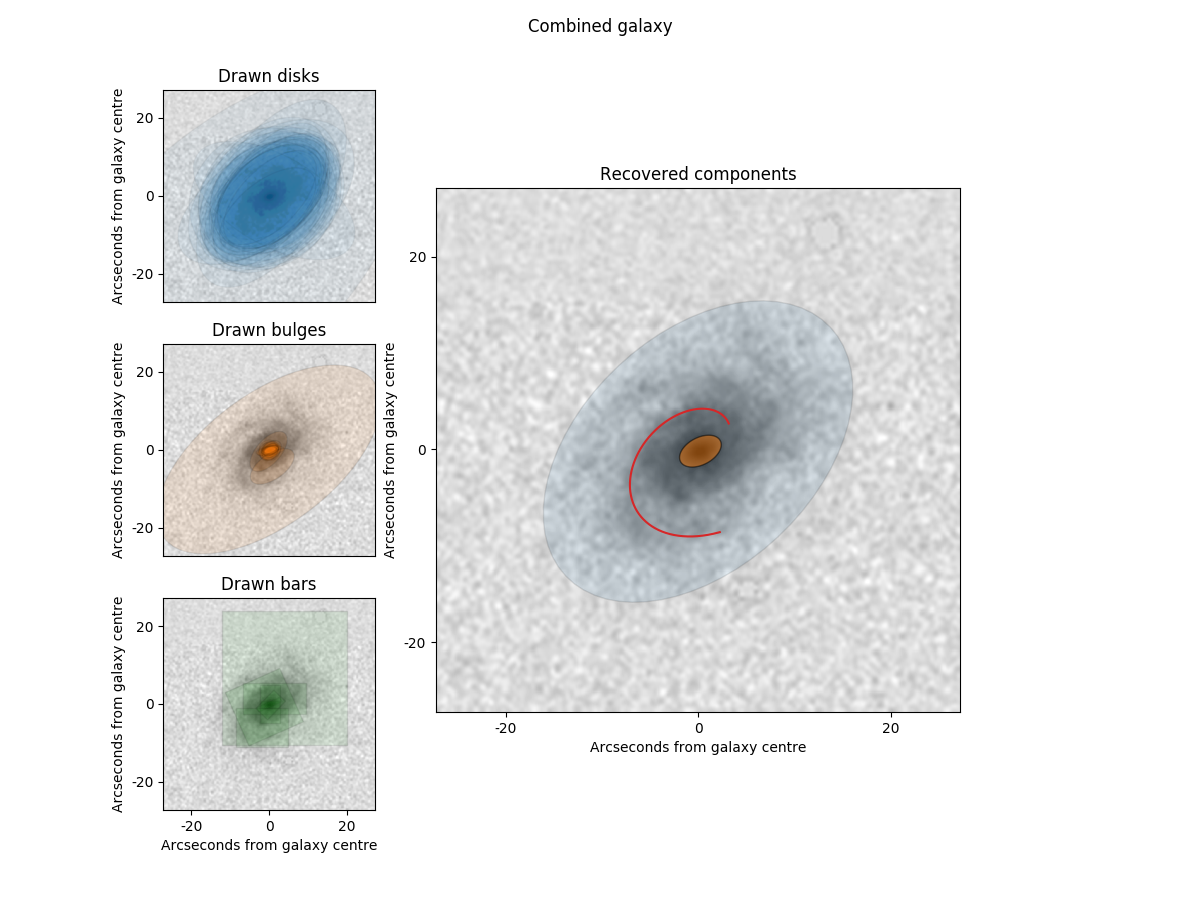 Combined galaxy
Drawn disks
Arcseconds from galaxy centre
20
0
-20
Drawn bulges
Arcseconds from galaxy centre
20
0
-20
Drawn bars
Arcseconds from galaxy centre
20
0
-20
-20 0 20
Arcseconds from galaxy centre
Recovered components
Arcseconds from galaxy centre
20
0
-20
-20 0 20
Arcseconds from galaxy centre